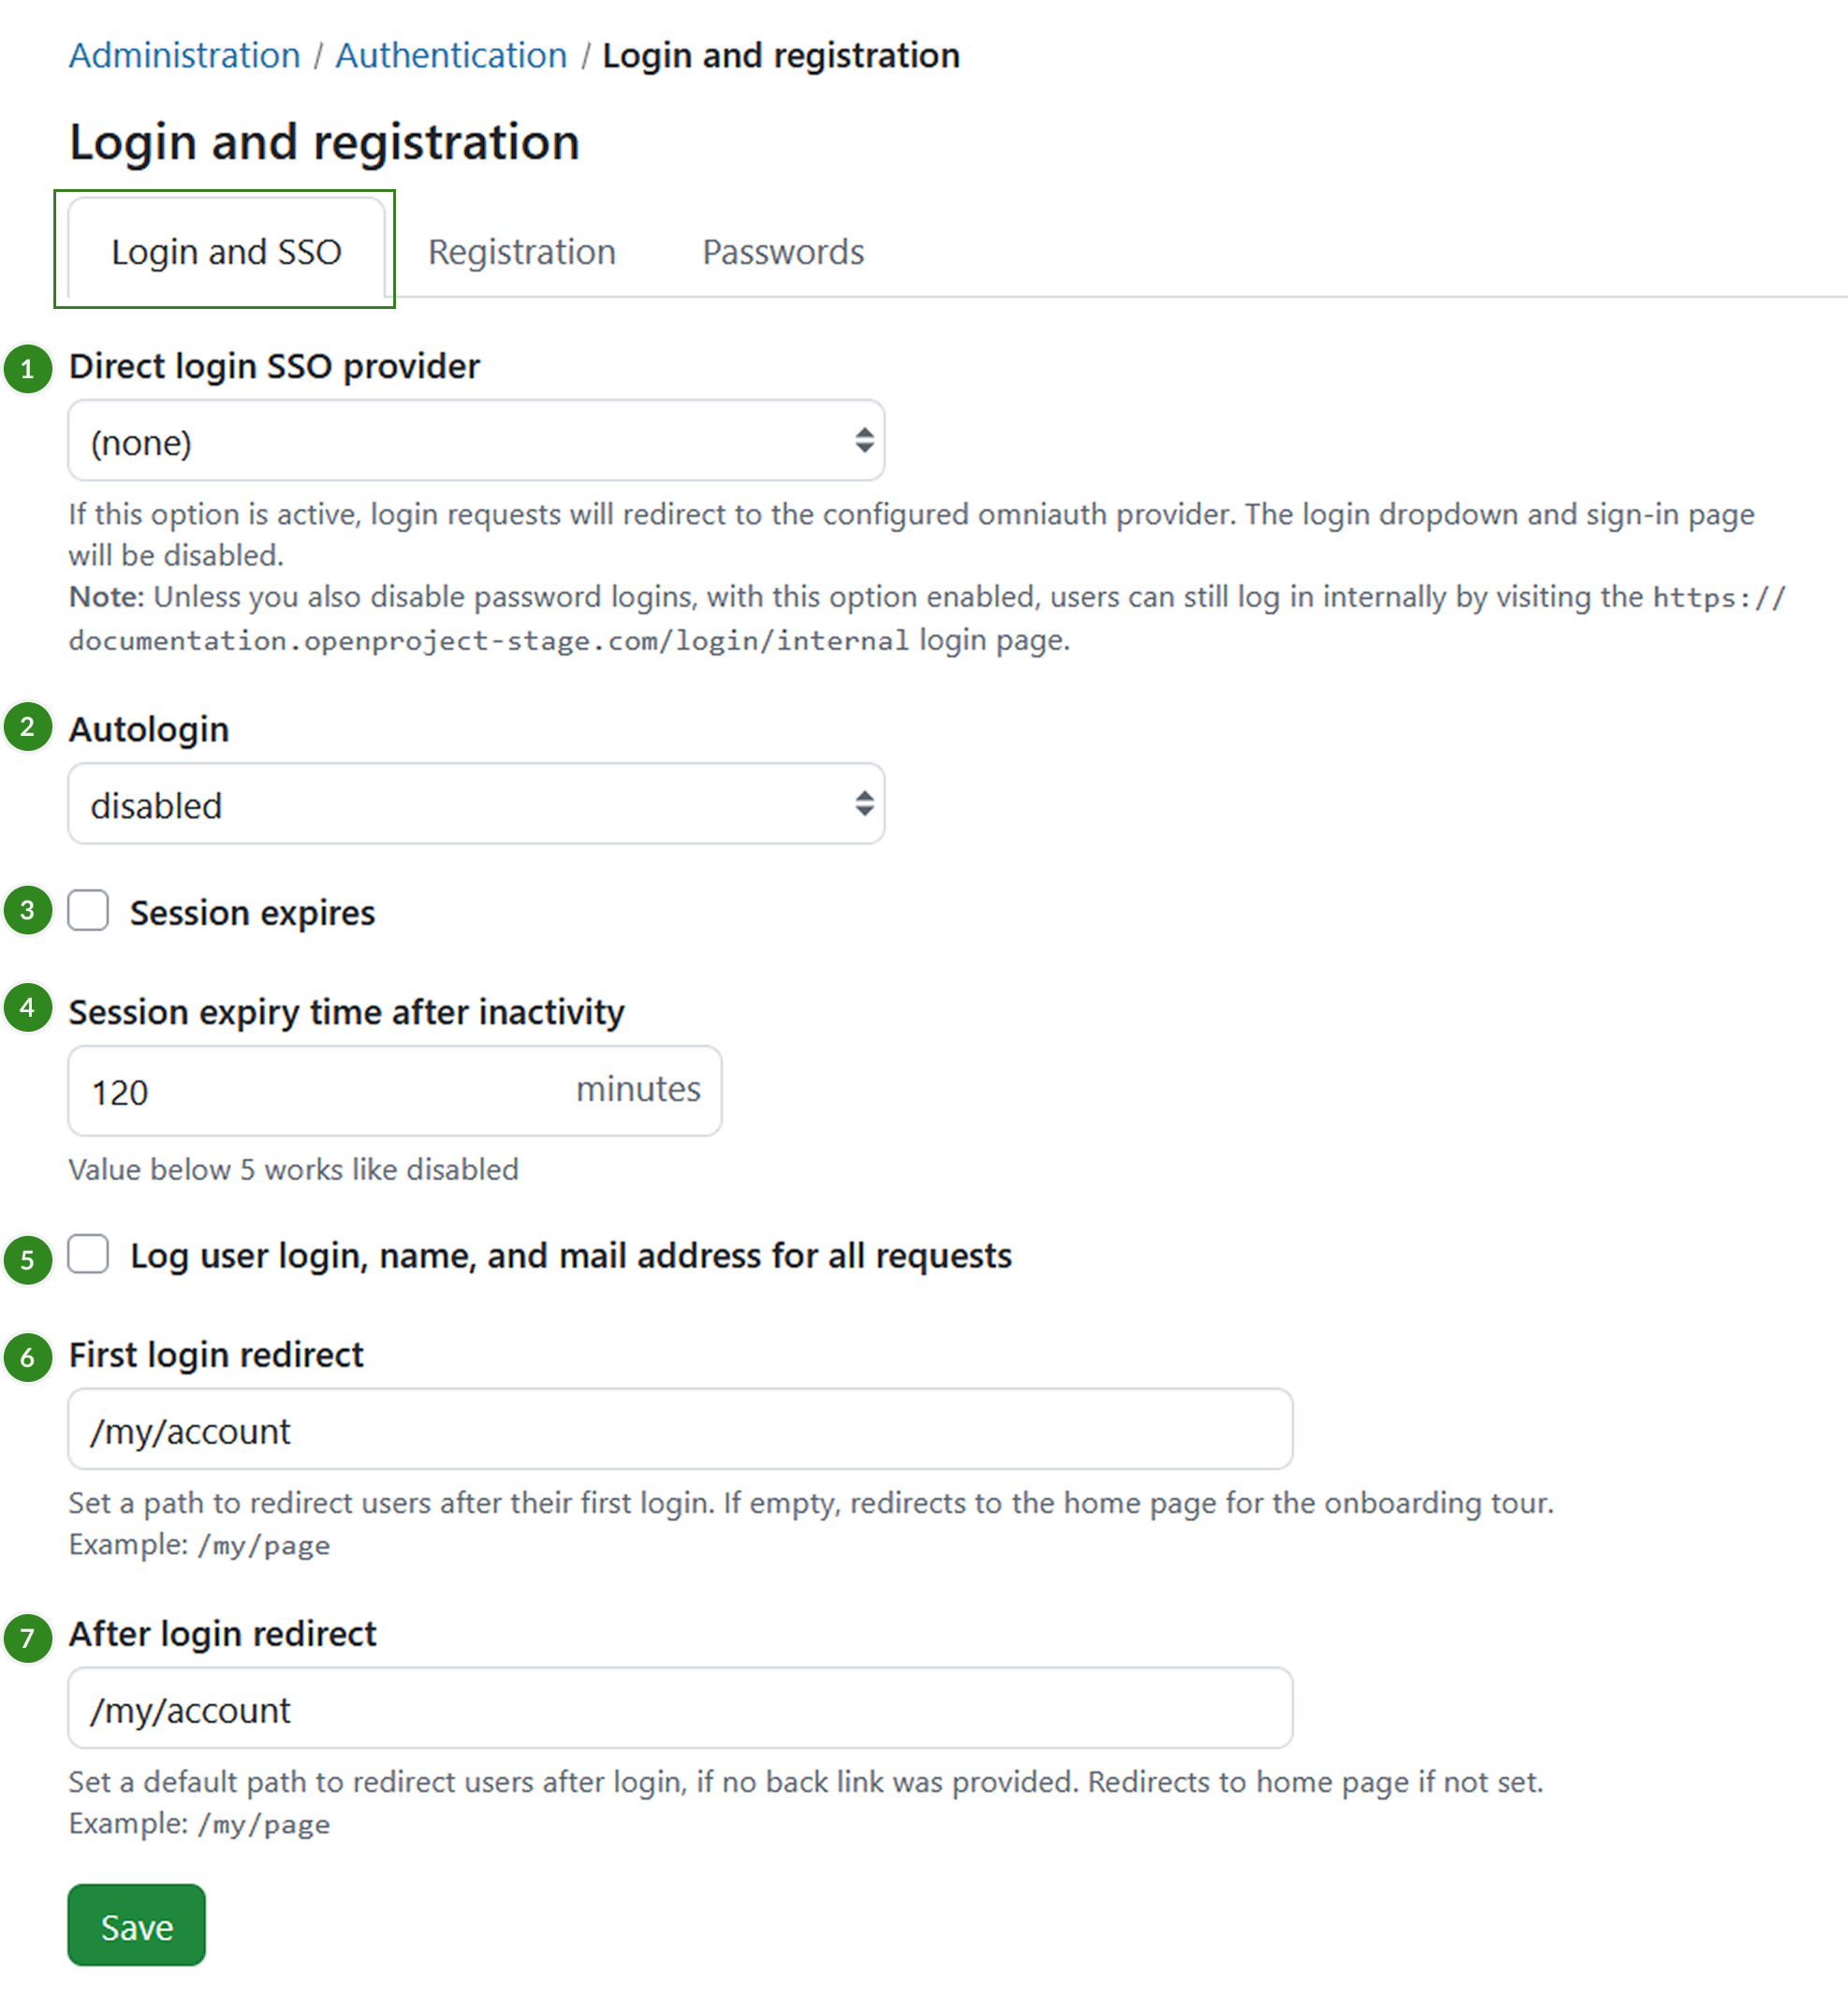 Administration / Authentication / Login and registration
Login and registration
Login and SSO Registration Passwords
1 Direct login SSO provider
(none)
If this option is active, login requests will redirect to the configured omniauth provider. The login dropdown and sign-in page
will be disabled.
Note: Unless you also disable password logins, with this option enabled, users can still log in internally by visiting the https://
documentation.openproject-stage.com/login/internal login page.
2 Autologin
disabled
3 Session expires
4 Session expiry time after inactivity
120 minutes
Value below 5 works like disabled
5 Log user login, name, and mail address for all requests
6 First login redirect
/my/account
Set a path to redirect users after their first login. If empty, redirects to the home page for the onboarding tour.
Example: /my/page
7 After login redirect
/my/account
Set a default path to redirect users after login, if no back link was provided. Redirects to home page if not set.
Example: /my/page
Save